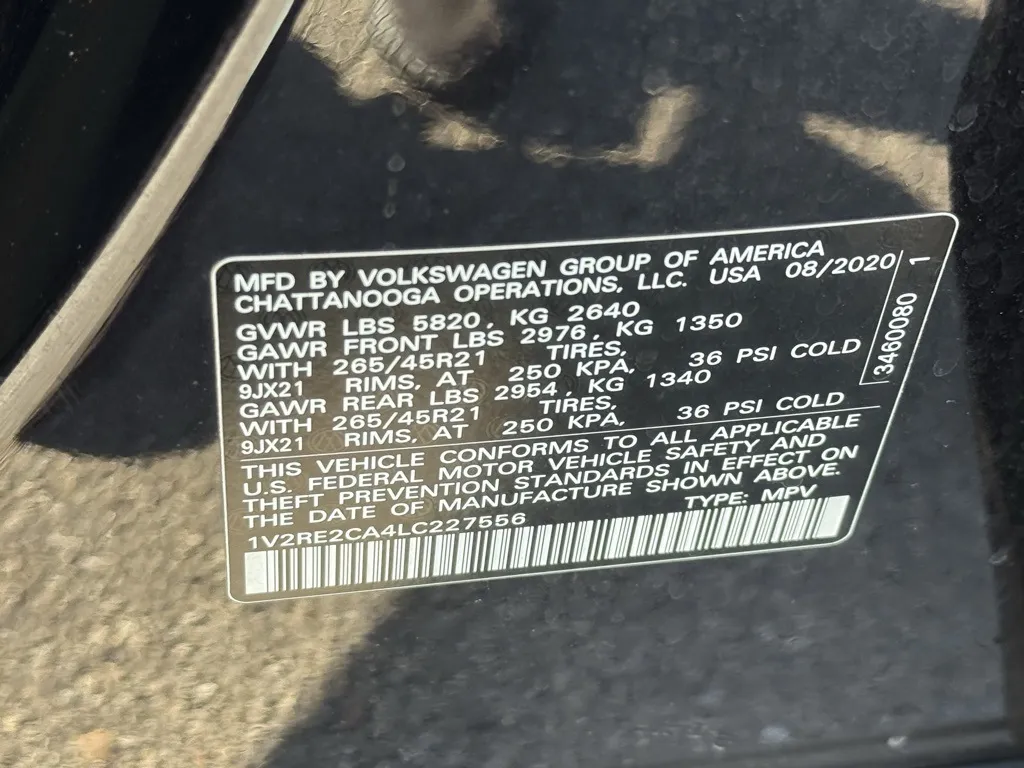 MFD BY VOLKSWAGEN GROUP OF AMERICA
CHATTANOOGA OPERATIONS, LLC. USA 08/2020
GVWR LBS 5820, KG 2640
GAWR FRONT LBS 2976, KG 1350
WITH 265/45R21 TIRES,
9JX21 RIMS, AT 250 KPA, 36 PSI COLD
GAWR REAR LBS 2954, KG 1340
WITH 265/45R21 TIRES,
9JX21 RIMS, AT 250 KPA, 36 PSI COLD
THIS VEHICLE CONFORMS TO ALL APPLICABLE
U.S. FEDERAL MOTOR VEHICLE SAFETY AND
THEFT PREVENTION STANDARDS IN EFFECT ON
THE DATE OF MANUFACTURE SHOWN ABOVE.
TYPE: MPV
1V2RE2CA4LC227556
3460080
1